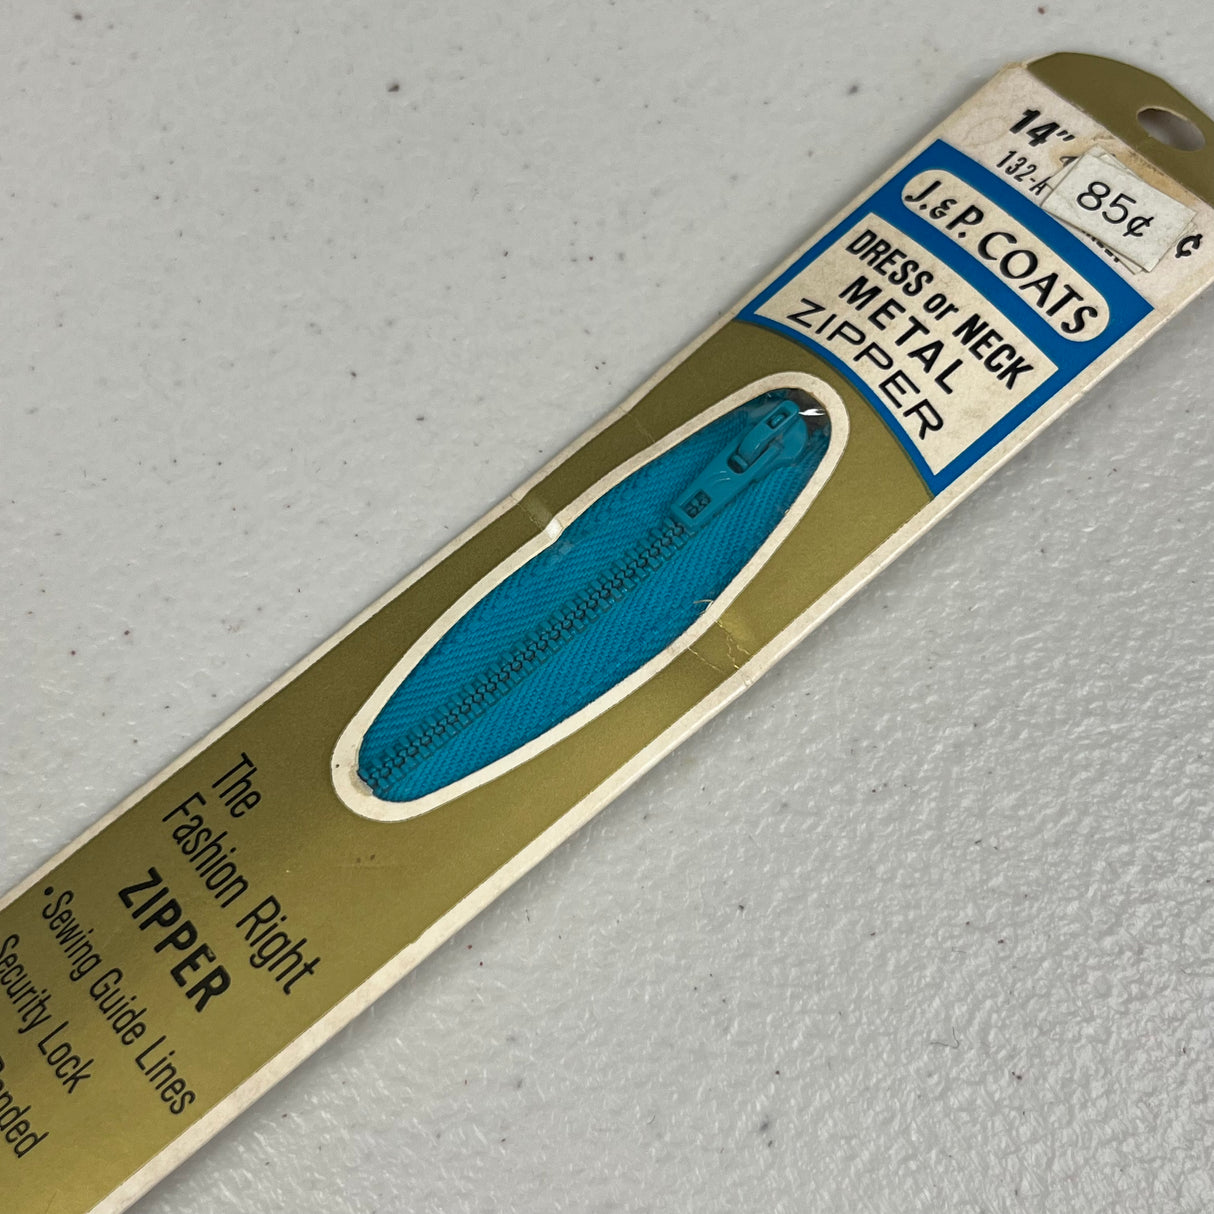 14"
132-A
85¢
¢
J.&P. COATS
DRESS or NECK
METAL
ZIPPER
The
Fashion Right
ZIPPER
•Sewing Guide Lines
Security Lock